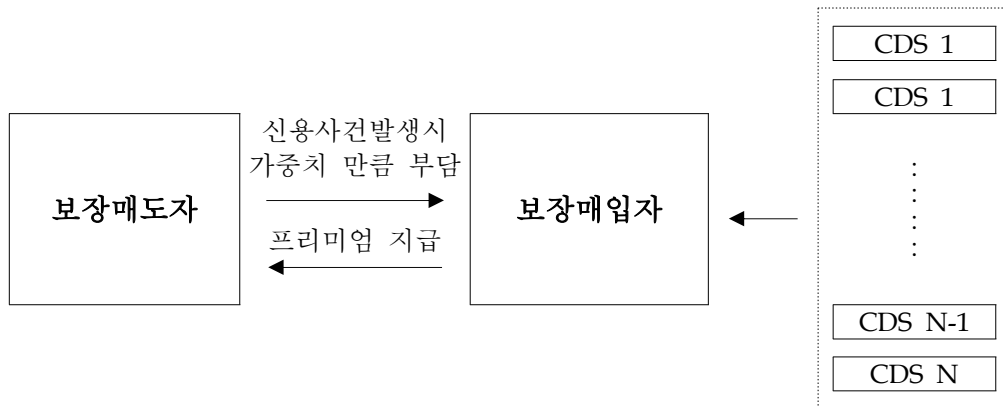 보장매도자
신용사건발생시
가중치 만큼 부담
프리미엄 지급
보장매입자
CDS 1
CDS 1
CDS N-1
CDS N